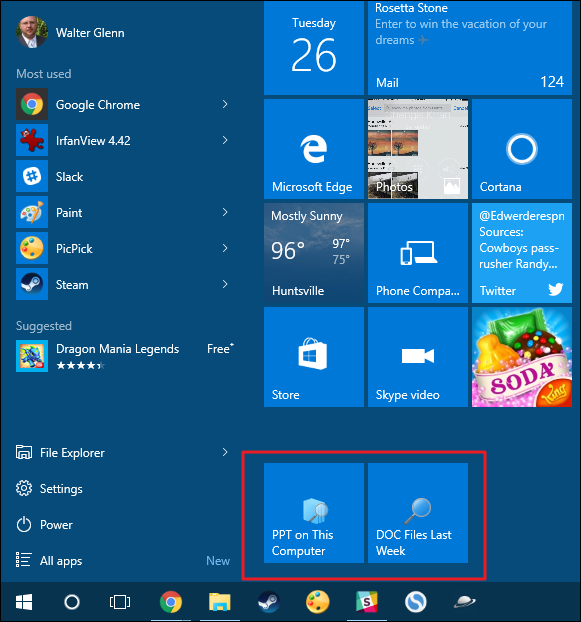 Walter Glenn
Most used
Google Chrome
IrfanView 4.42
Slack
Paint
PicPick
Steam
Suggested
Dragon Mania Legends Free+
File Explorer
Settings
Power
All apps New
Tuesday
26
Rosetta Stone
Enter to win the vacation of your
dreams
Mail 124
Microsoft Edge
Photos
Cortana
Mostly Sunny
96° 97°
75°
Huntsville
Phone Compa...
@Edwerderespn
Sources:
Cowboys pass-
rusher Randy...
Twitter
Store
Skype video
SODA
King
PPT on This
Computer
DOC Files Last
Week